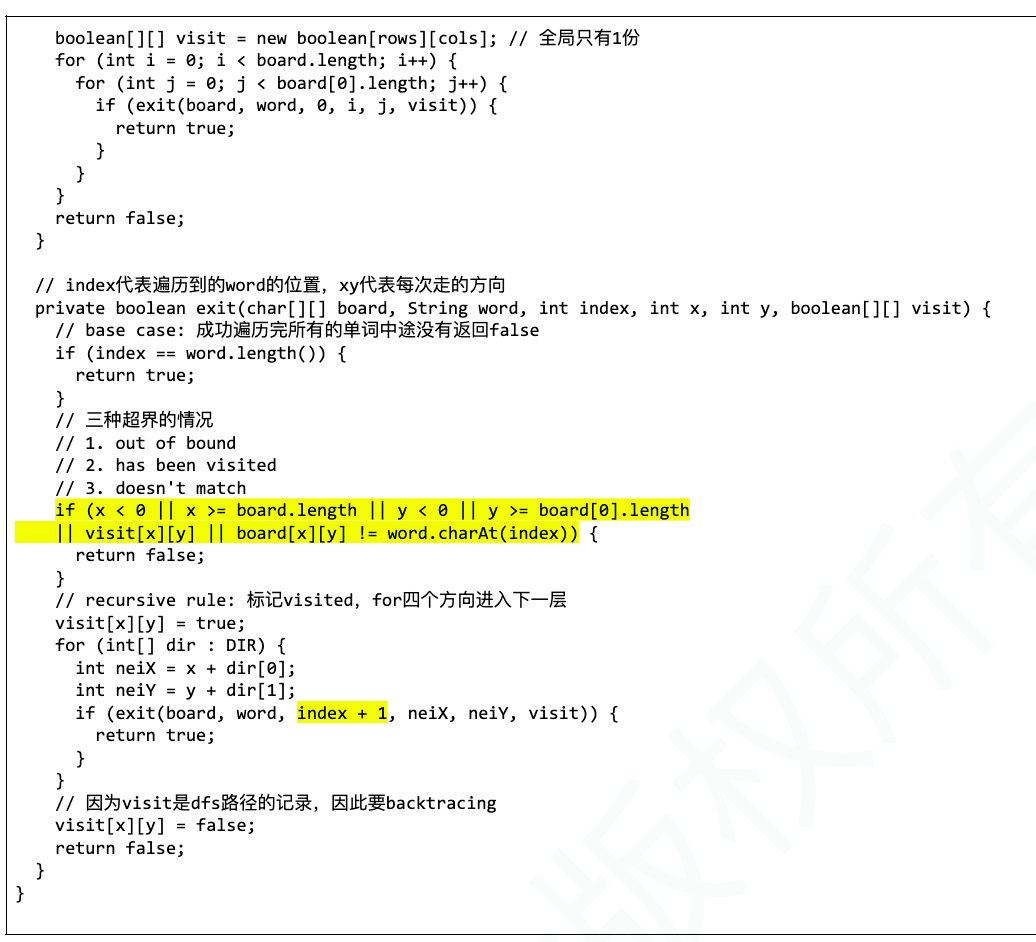 boolean[][] visit = new boolean[rows][cols]; // 全局只有1份
for (int i = 0; i < board.length; i++) {
for (int j = 0; j < board[0].length; j++) {
if (exit(board, word, 0, i, j, visit)) {
return true;
}
}
}
return false;
}
// index代表遍历到的word的位置，xy代表每次走的方向
private boolean exit(char[][] board, String word, int index, int x, int y, boolean[][] visit) {
// base case: 成功遍历完所有的单词中途没有返回false
if (index == word.length()) {
return true;
}
// 三种超界的情况
// 1. out of bound
// 2. has been visited
// 3. doesn't match
if (x < 0 || x >= board.length || y < 0 || y >= board[0].length
|| visit[x][y] || board[x][y] != word.charAt(index)) {
return false;
}
// recursive rule: 标记visited，for四个方向进入下一层
visit[x][y] = true;
for (int[] dir : DIR) {
int neiX = x + dir[0];
int neiY = y + dir[1];
if (exit(board, word, index + 1, neiX, neiY, visit)) {
return true;
}
}
// 因为visit是dfs路径的记录，因此要backtracing
visit[x][y] = false;
return false;
}
}
版权所有